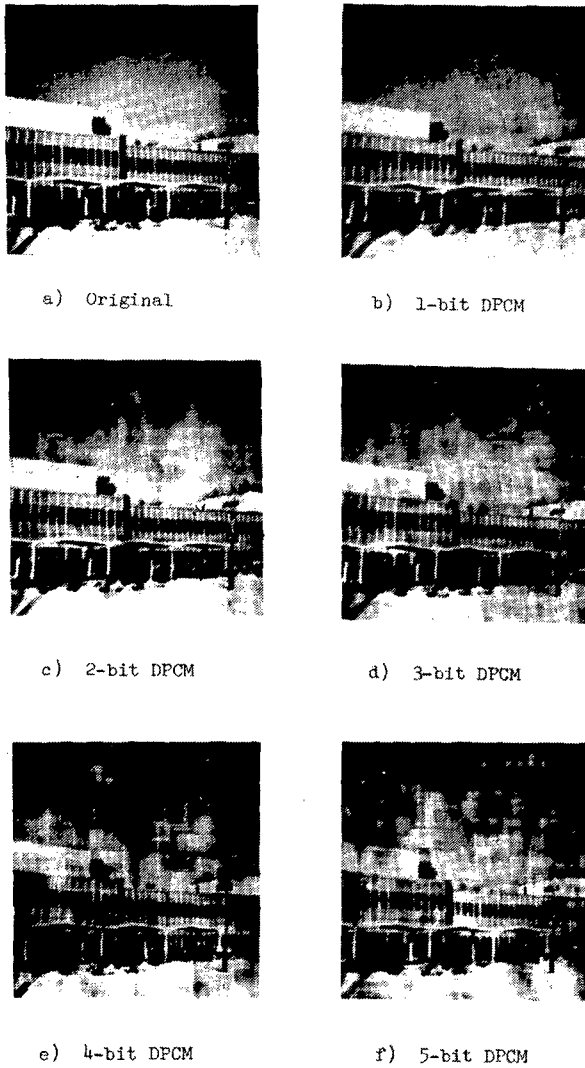 a) Original
b) 1-bit DPCM
c) 2-bit DPCM
d) 3-bit DPCM
e) 4-bit DPCM
f) 5-bit DPCM